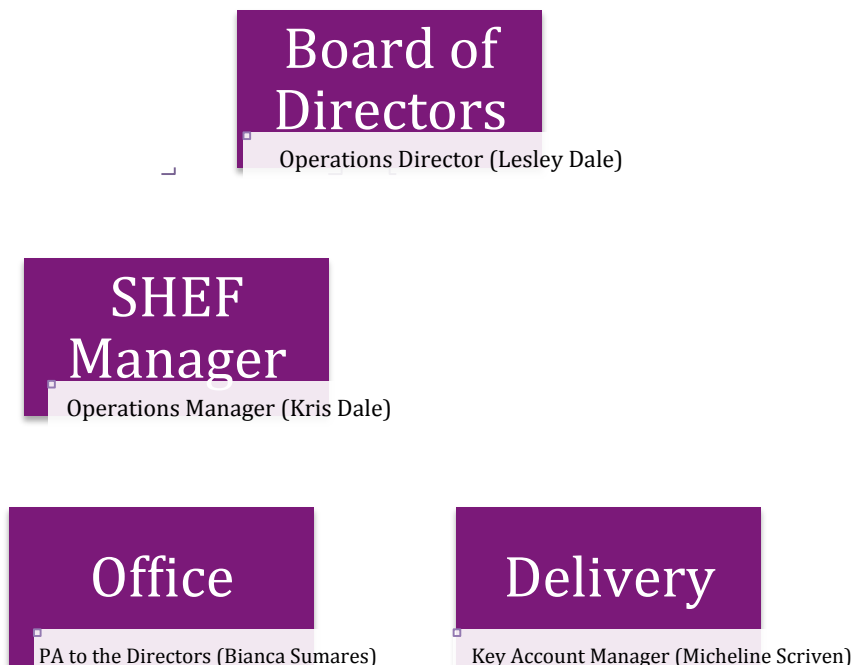 Board of
Directors
Operations Director (Lesley Dale)
SHEF
Manager
Operations Manager (Kris Dale)
Office
PA to the Directors (Bianca Sumares)
Delivery
Key Account Manager (Micheline Scriven)